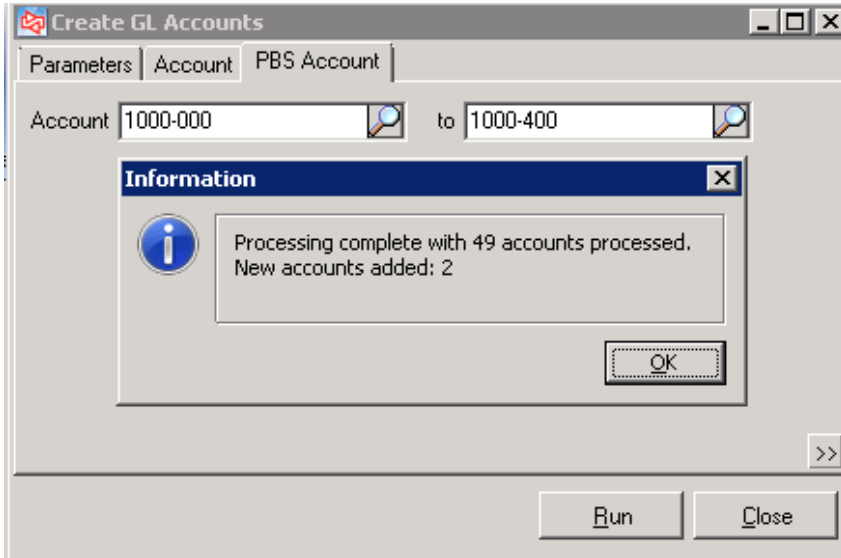 Create GL Accounts
Parameters Account PBS Account
Account 1000-000 to 1000-400
Information
Processing complete with 49 accounts processed.
New accounts added: 2
OK
>>
Run Close